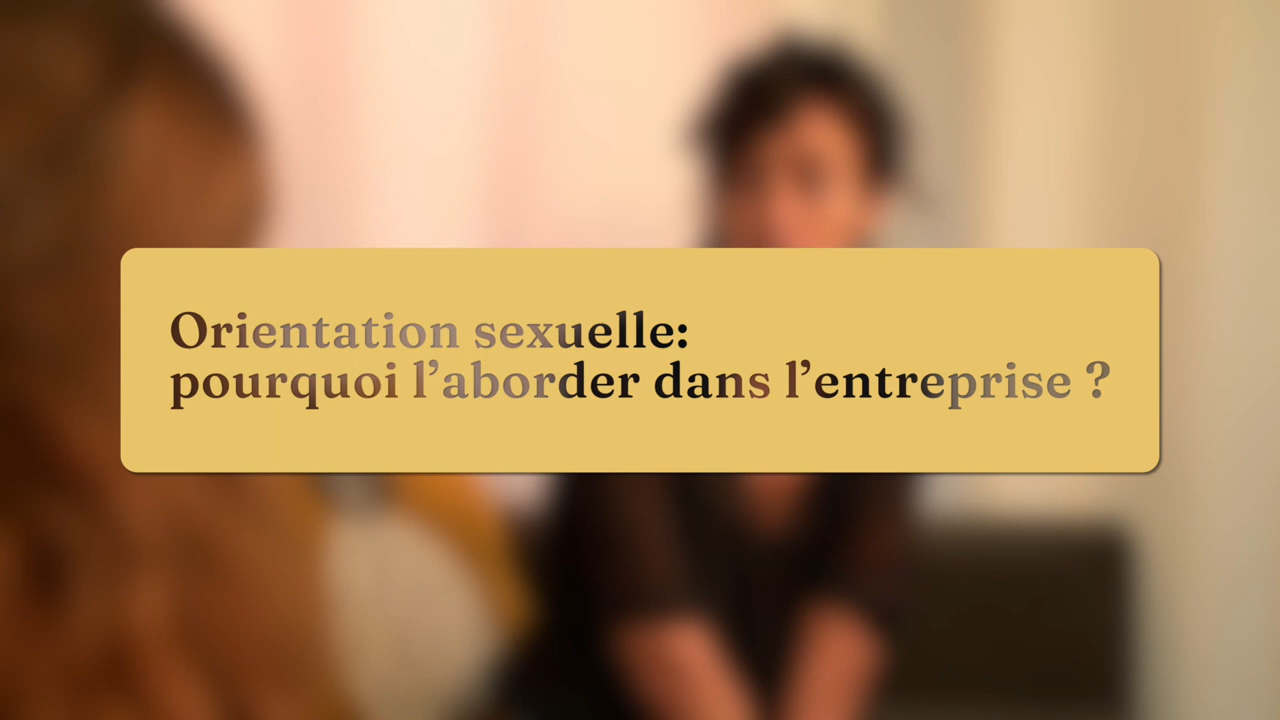 Orientation sexuelle:
pourquoi l’aborder dans l’entreprise ?